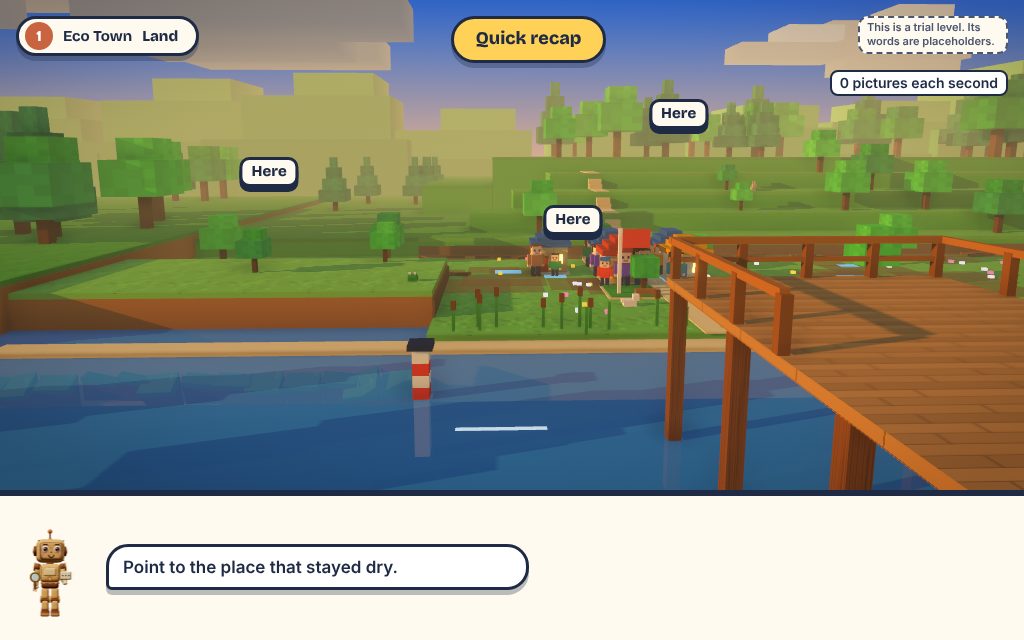 1 Eco Town Land
Quick recap
This is a trial level. Its
words are placeholders.
0 pictures each second
Here
Here
Here
Point to the place that stayed dry.